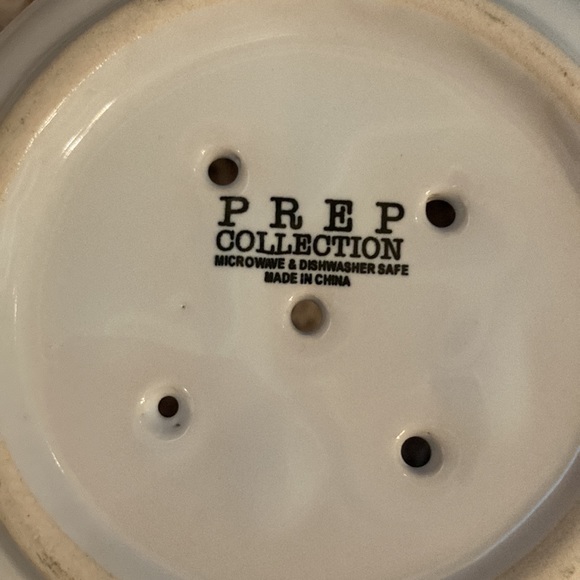 PREP
COLLECTION
MICROWAVE & DISHWASHER SAFE
MADE IN CHINA